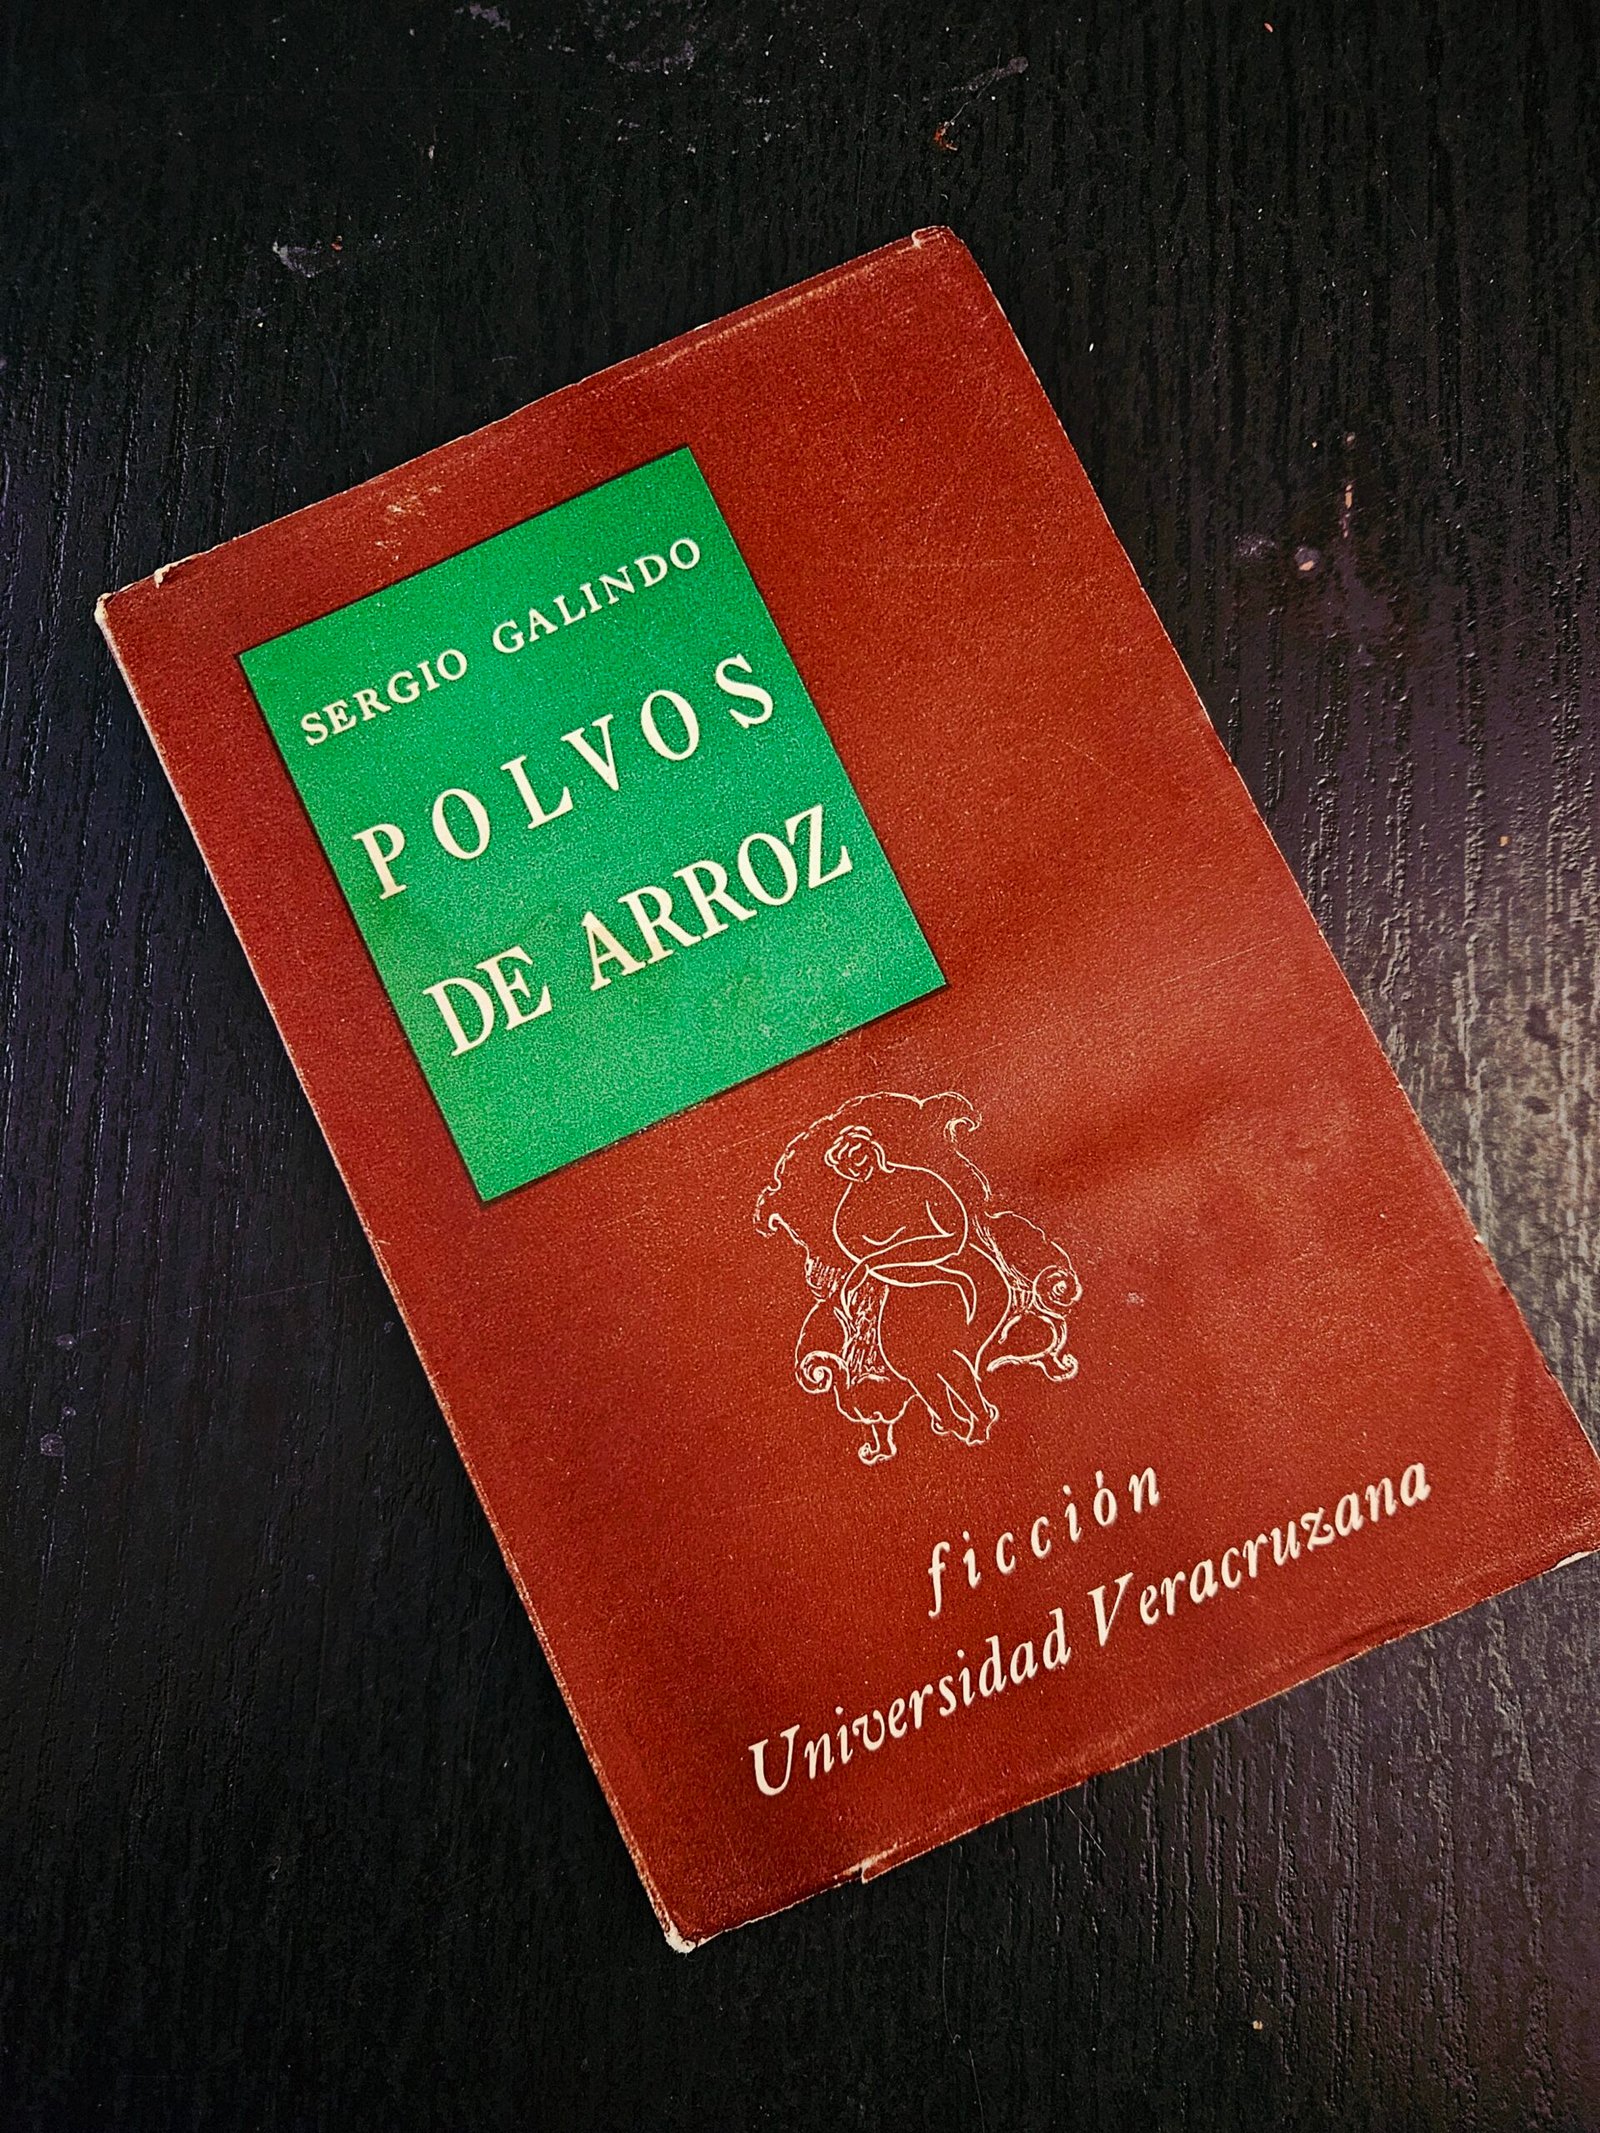 SERGIO GALINDO
POLVOS
DE ARROZ
ficción
Universidad Veracruzana